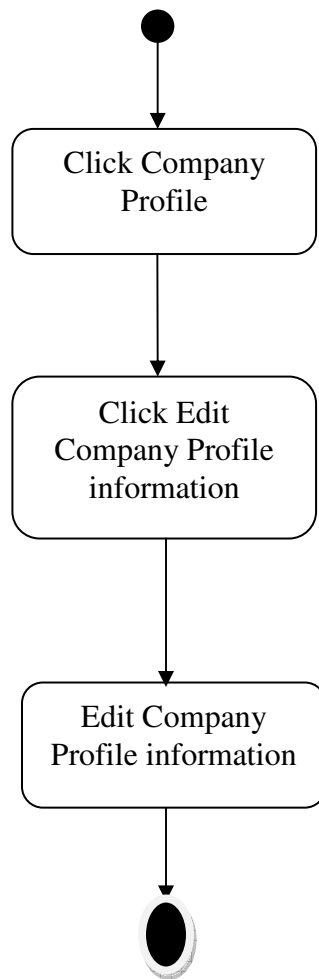 Click Company
Profile
Click Edit
Company Profile
information
Edit Company
Profile information